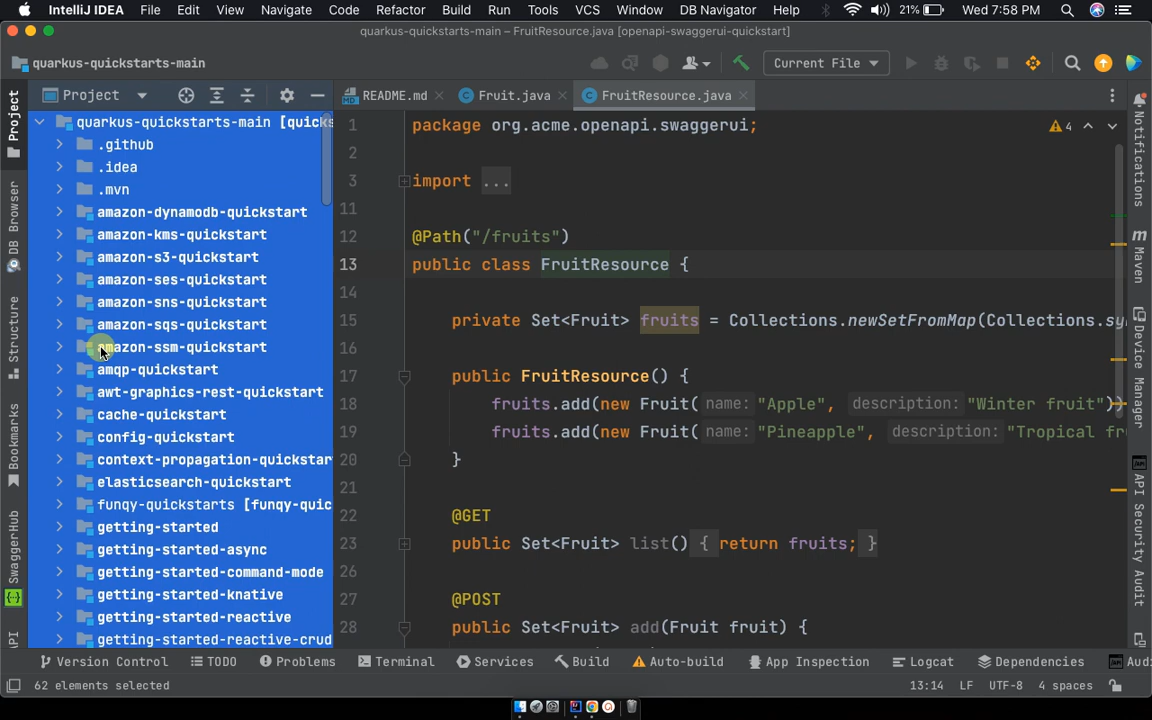 IntelliJ IDEA File Edit View Navigate Code Refactor Build Run Tools VCS Window DB Navigator Help 21% Wed 7:58 PM
quarkus-quickstarts-main – FruitResource.java [openapi-swaggerui-quickstart]
quarkus-quickstarts-main Current File
Project
README.md Fruit.java FruitResource.java
quarkus-quickstarts-main [quick
.github
.idea
.mvn
amazon-dynamodb-quickstart
amazon-kms-quickstart
amazon-s3-quickstart
amazon-ses-quickstart
amazon-sns-quickstart
amazon-sqs-quickstart
amazon-ssm-quickstart
amqp-quickstart
awt-graphics-rest-quickstart
cache-quickstart
config-quickstart
context-propagation-quickstar
elasticsearch-quickstart
funqy-quickstarts [funqy-quic
getting-started
getting-started-async
getting-started-command-mode
getting-started-knative
getting-started-reactive
getting-started-reactive-crud
1 package org.acme.openapi.swaggerui; 4
2
3 import ...
11
12 @Path("/fruits")
13 public class FruitResource {
14
15 private Set<Fruit> fruits = Collections.newSetFromMap(Collections.sy
16
17 public FruitResource() {
18 fruits.add(new Fruit( name: "Apple", description: "Winter fruit"))
19 fruits.add(new Fruit( name: "Pineapple", description: "Tropical fr
20 }
21
22 @GET
23 public Set<Fruit> list() { return fruits; }
26
27 @POST
28 public Set<Fruit> add(Fruit fruit) {
Project
DB Browser
Structure
Bookmarks
SwaggerHub
API
Notifications
Maven
Device Manager
API Security Audit
Version Control TODO Problems Terminal Services Build Auto-build App Inspection Logcat Dependencies Aud
62 elements selected 13:14 LF UTF-8 4 spaces